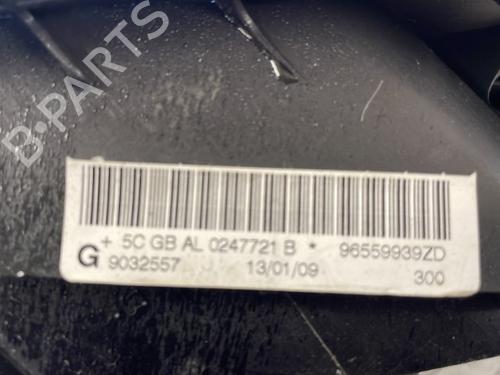 B-PARTS
+ 5C GB AL 0247721 B * 96559939ZD
G 9032557 13/01/09 300